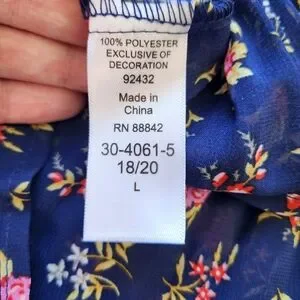 100% POLYESTER
EXCLUSIVE OF
DECORATION
92432
Made in
China
RN 88842
30-4061-5
18/20
L